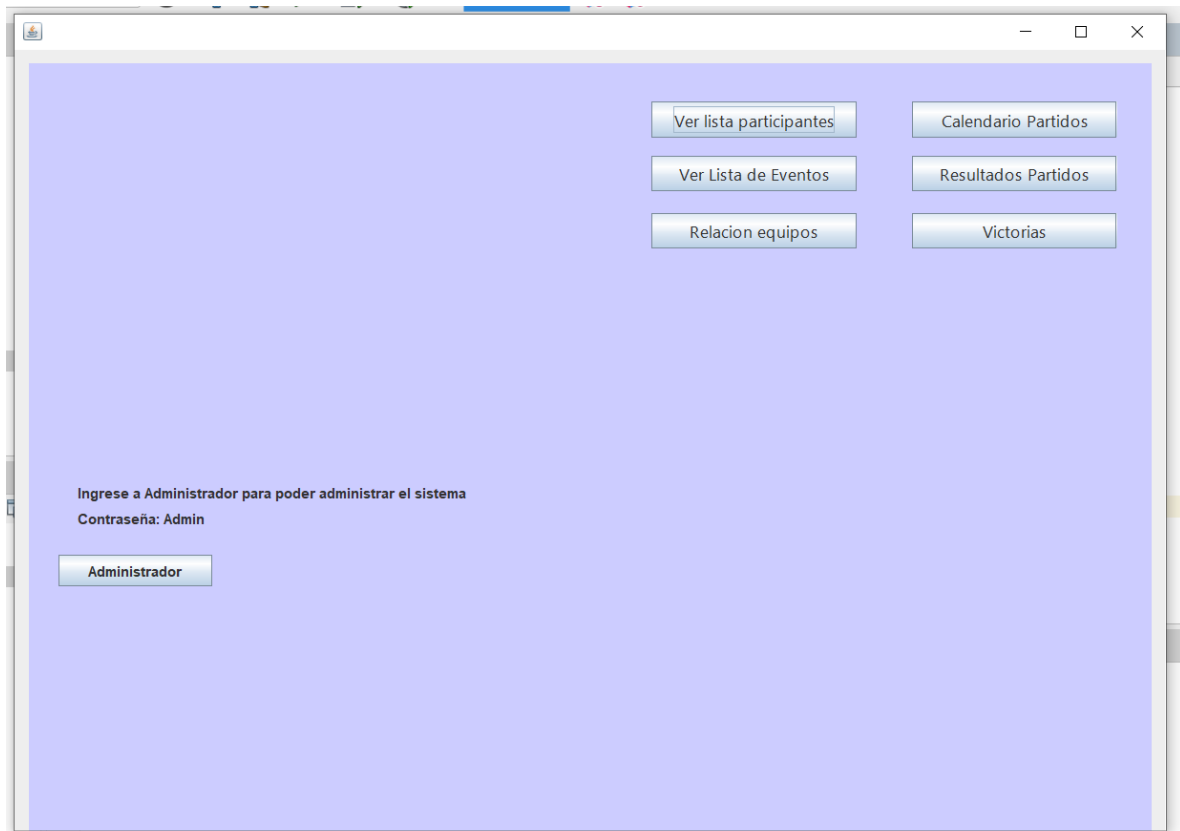 Ver lista participantes
Calendario Partidos
Ver Lista de Eventos
Resultados Partidos
Relacion equipos
Victorias
Ingrese a Administrador para poder administrar el sistema
Contraseña: Admin
Administrador